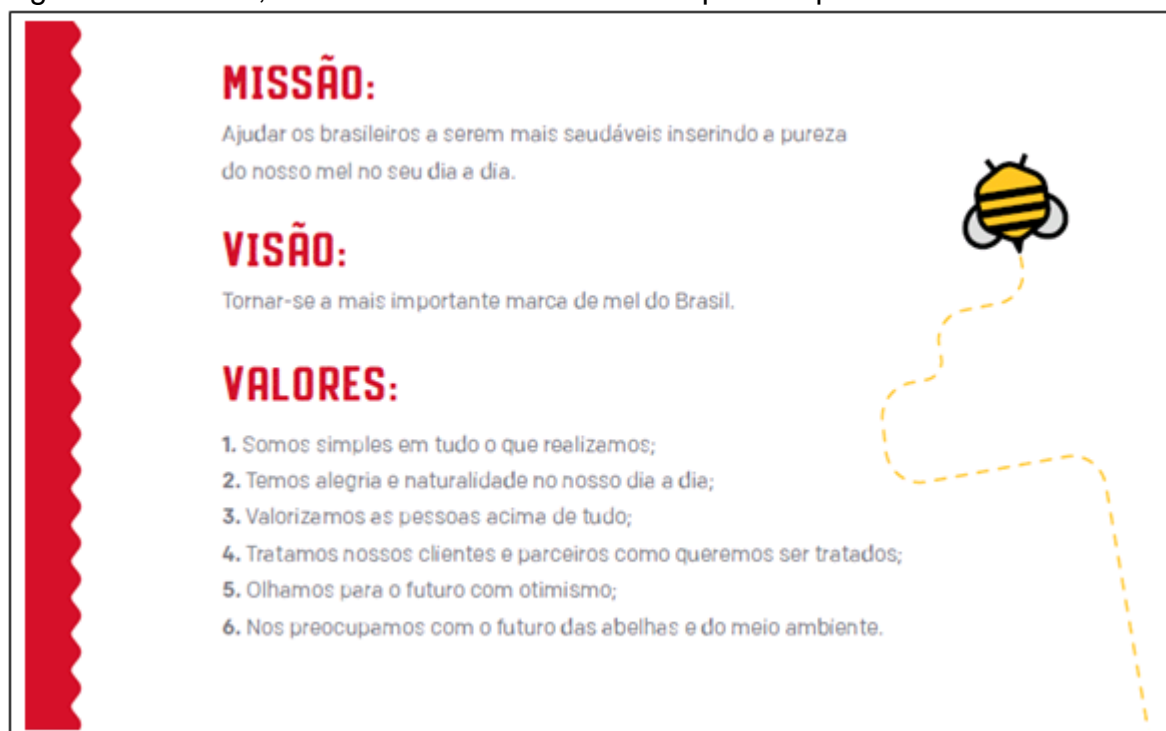 MISSÃO:
Ajudar os brasileiros a serem mais saudáveis inserindo a pureza
do nosso mel no seu dia a dia.
VISÃO:
Tornar-se a mais importante marca de mel do Brasil.
VALORES:
1. Somos simples em tudo o que realizamos;
2. Temos alegria e naturalidade no nosso dia a dia;
3. Valorizamos as pessoas acima de tudo;
4. Tratamos nossos clientes e parceiros como queremos ser tratados;
5. Olhamos para o futuro com otimismo;
6. Nos preocupamos com o futuro das abelhas e do meio ambiente.